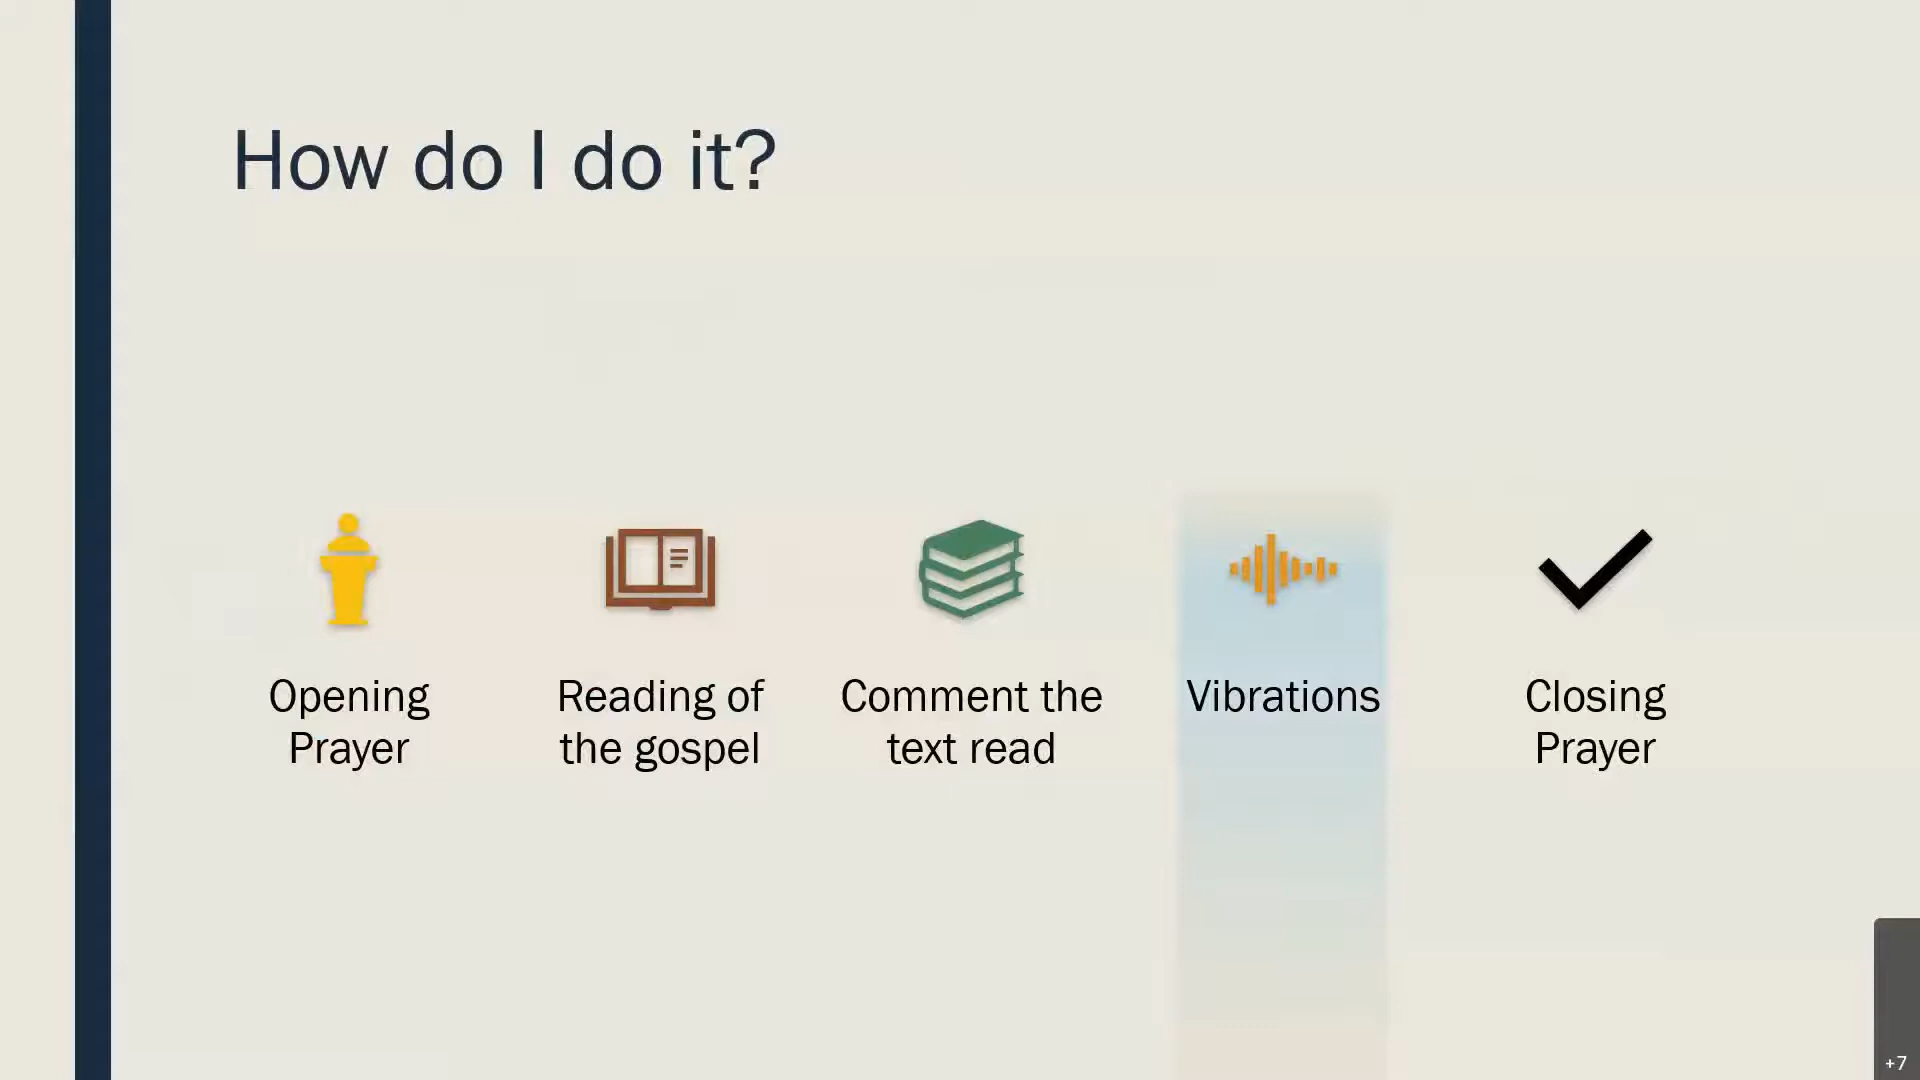 How do I do it?
Opening
Prayer
Reading of
the gospel
Comment the
text read
Vibrations
Closing
Prayer
+7